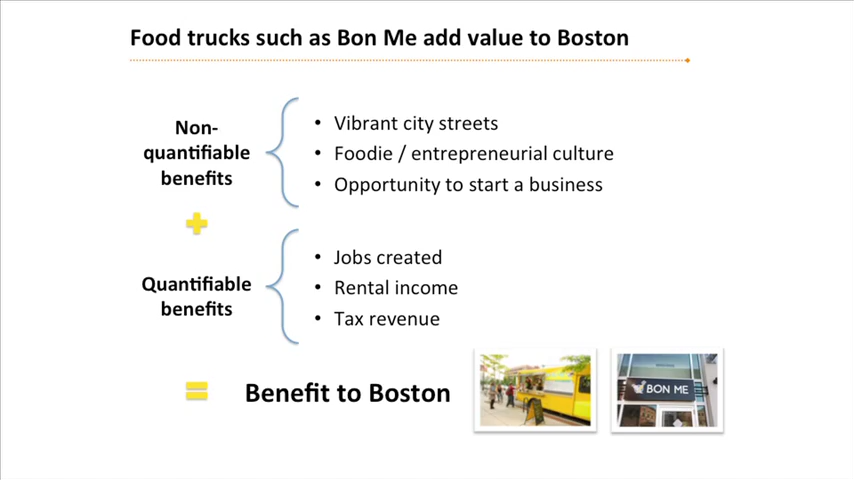 Food trucks such as Bon Me add value to Boston
Non-
quantifiable
benefits
• Vibrant city streets
• Foodie / entrepreneurial culture
• Opportunity to start a business
Quantifiable
benefits
• Jobs created
• Rental income
• Tax revenue
Benefit to Boston
BON ME